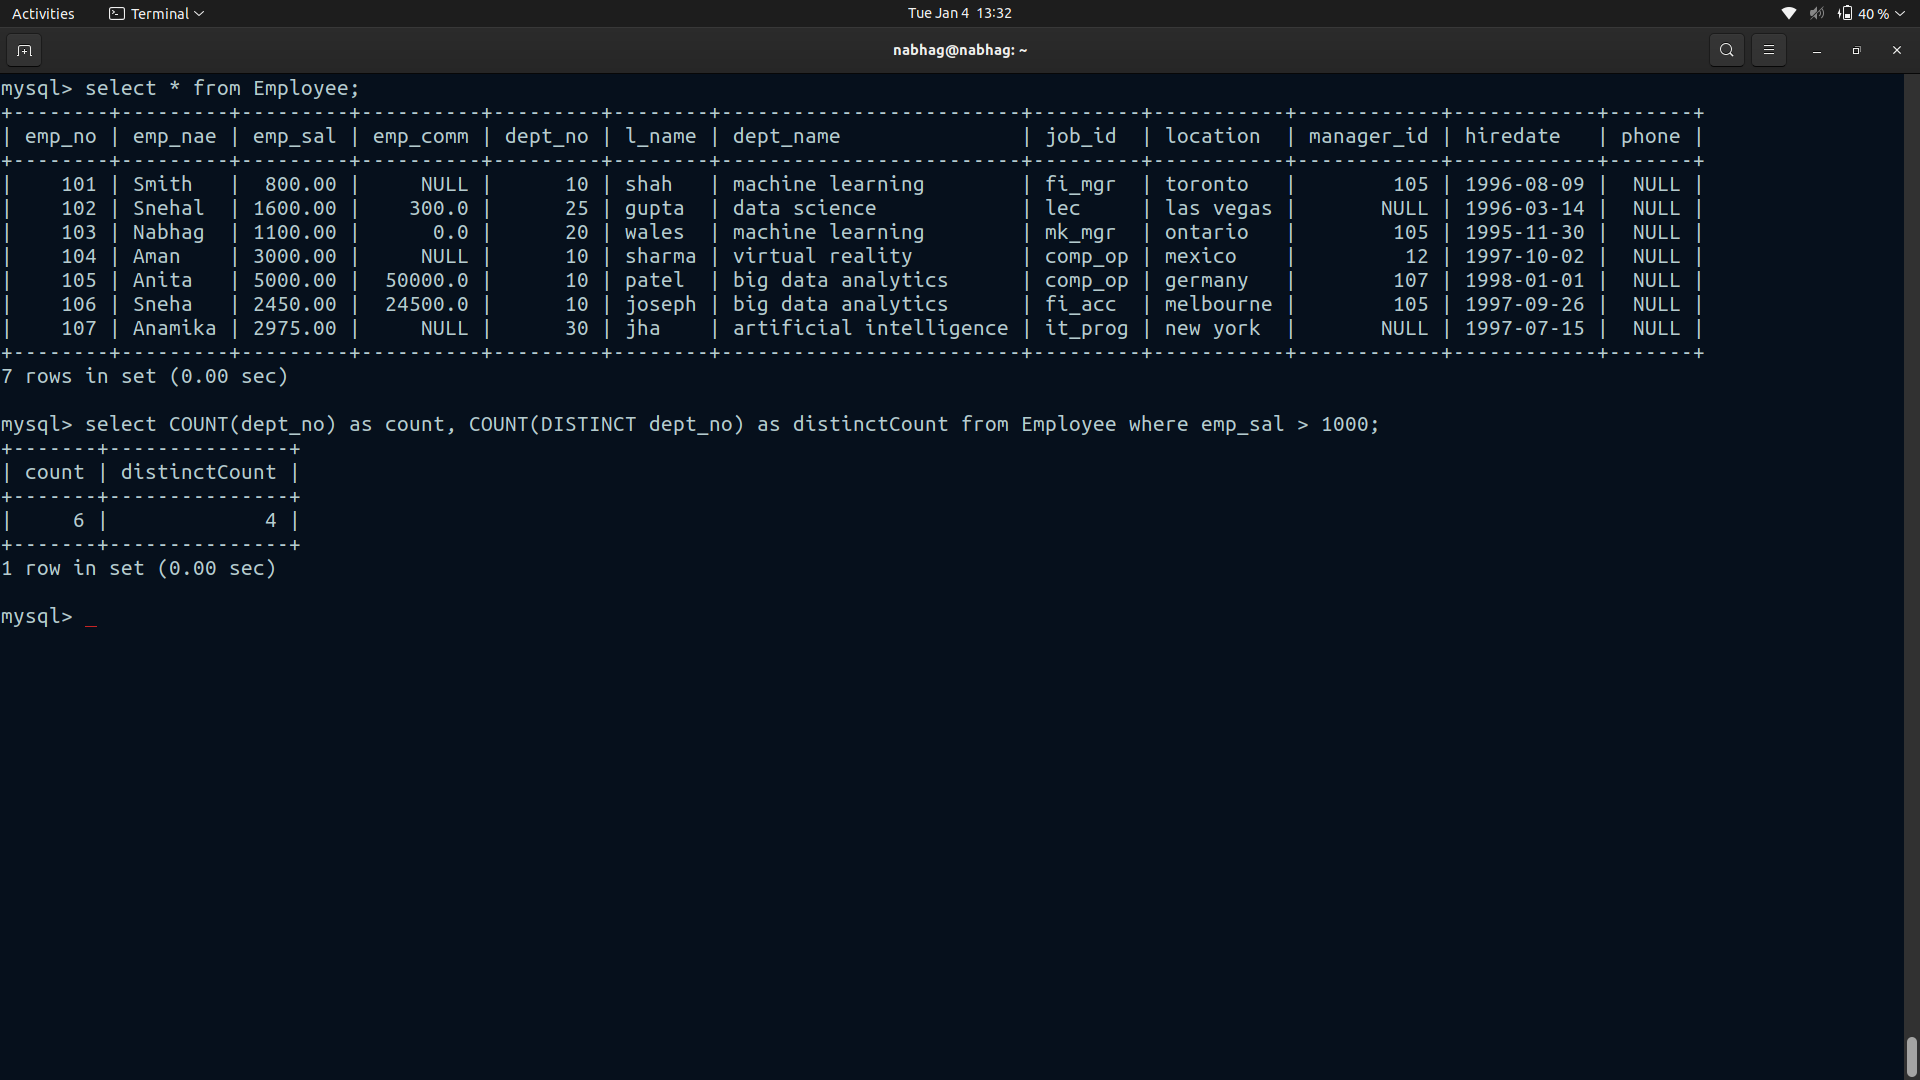 Activities Terminal Tue Jan 4 13:32 40 %
nabhag@nabhag: ~
mysql> select * from Employee;
+--------+---------+---------+----------+---------+--------+-------------------------+---------+-----------+------------+------------+-------+
| emp_no | emp_nae | emp_sal | emp_comm | dept_no | l_name | dept_name               | job_id  | location  | manager_id | hiredate   | phone |
+--------+---------+---------+----------+---------+--------+-------------------------+---------+-----------+------------+------------+-------+
|    101 | Smith   |  800.00 |     NULL |      10 | shah   | machine learning        | fi_mgr  | toronto   |        105 | 1996-08-09 |  NULL |
|    102 | Snehal  | 1600.00 |    300.0 |      25 | gupta  | data science            | lec     | las vegas |       NULL | 1996-03-14 |  NULL |
|    103 | Nabhag  | 1100.00 |      0.0 |      20 | wales  | machine learning        | mk_mgr  | ontario   |        105 | 1995-11-30 |  NULL |
|    104 | Aman    | 3000.00 |     NULL |      10 | sharma | virtual reality         | comp_op | mexico    |         12 | 1997-10-02 |  NULL |
|    105 | Anita   | 5000.00 |  50000.0 |      10 | patel  | big data analytics      | comp_op | germany   |        107 | 1998-01-01 |  NULL |
|    106 | Sneha   | 2450.00 |  24500.0 |      10 | joseph | big data analytics      | fi_acc  | melbourne |        105 | 1997-09-26 |  NULL |
|    107 | Anamika | 2975.00 |     NULL |      30 | jha    | artificial intelligence | it_prog | new york  |       NULL | 1997-07-15 |  NULL |
+--------+---------+---------+----------+---------+--------+-------------------------+---------+-----------+------------+------------+-------+
7 rows in set (0.00 sec)
mysql> select COUNT(dept_no) as count, COUNT(DISTINCT dept_no) as distinctCount from Employee where emp_sal > 1000;
+-------+---------------+
| count | distinctCount |
+-------+---------------+
|     6 |             4 |
+-------+---------------+
1 row in set (0.00 sec)
mysql> _